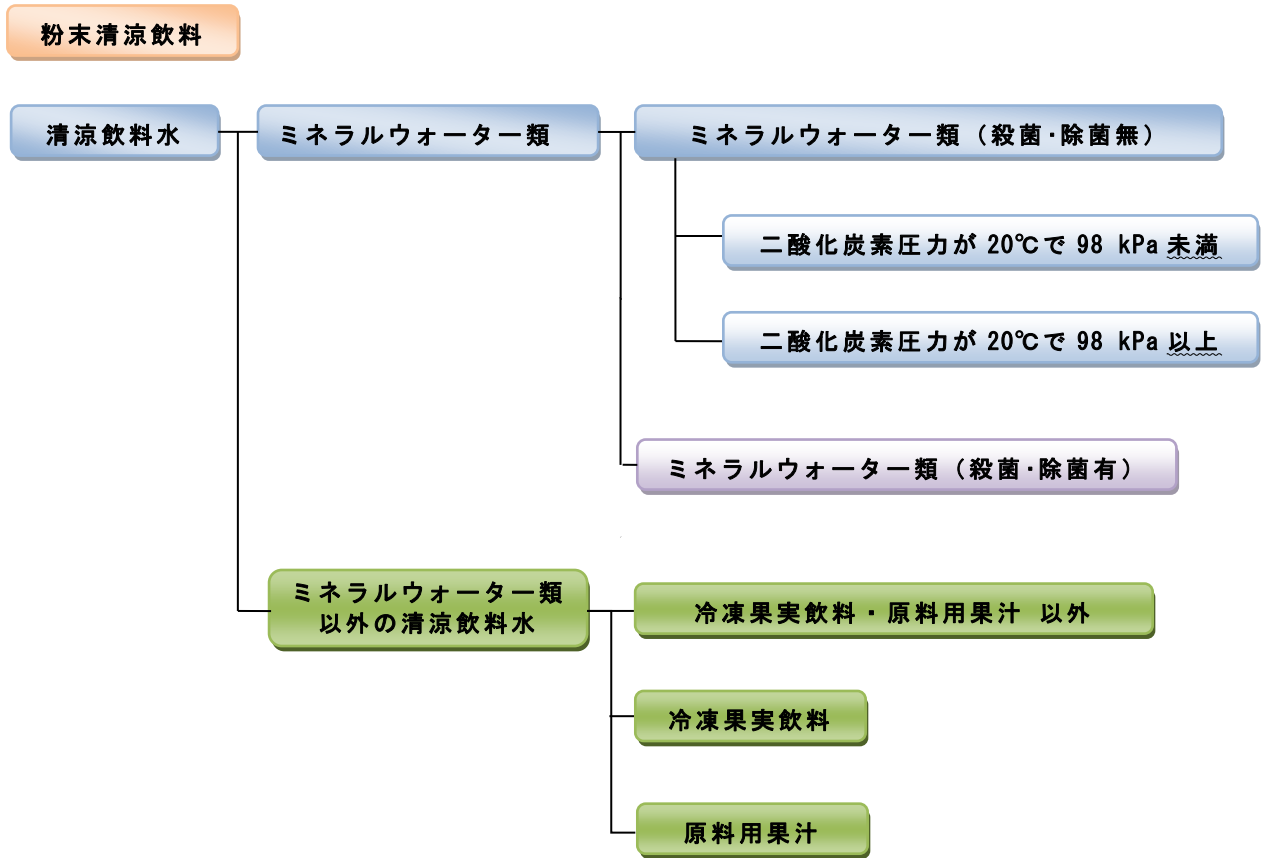 粉末清涼飲料
清涼飲料水
ミネラルウォーター類
ミネラルウォーター類（殺菌･除菌無）
二酸化炭素圧力が 20℃で 98 kPa 未満
二酸化炭素圧力が 20℃で 98 kPa 以上
ミネラルウォーター類（殺菌･除菌有）
ミネラルウォーター類
以外の清涼飲料水
冷凍果実飲料・原料用果汁 以外
冷凍果実飲料
原料用果汁